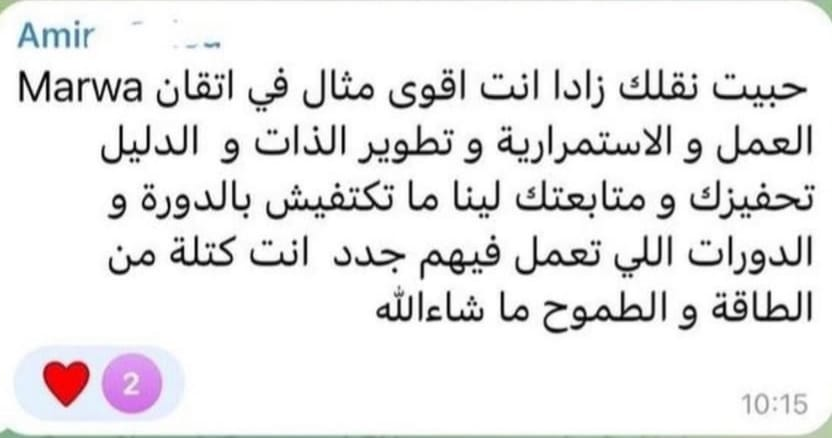 Amir
حبيت نقلك زادا انت اقوى مثال في اتقان Marwa
العمل و الاستمرارية و تطوير الذات و الدليل
تحفيزك و متابعتك لينا ما تكتفيش بالدورة و
الدورات اللي تعمل فيهم جدد انت كتلة من
الطاقة و الطموح ما شاءالله
2
10:15